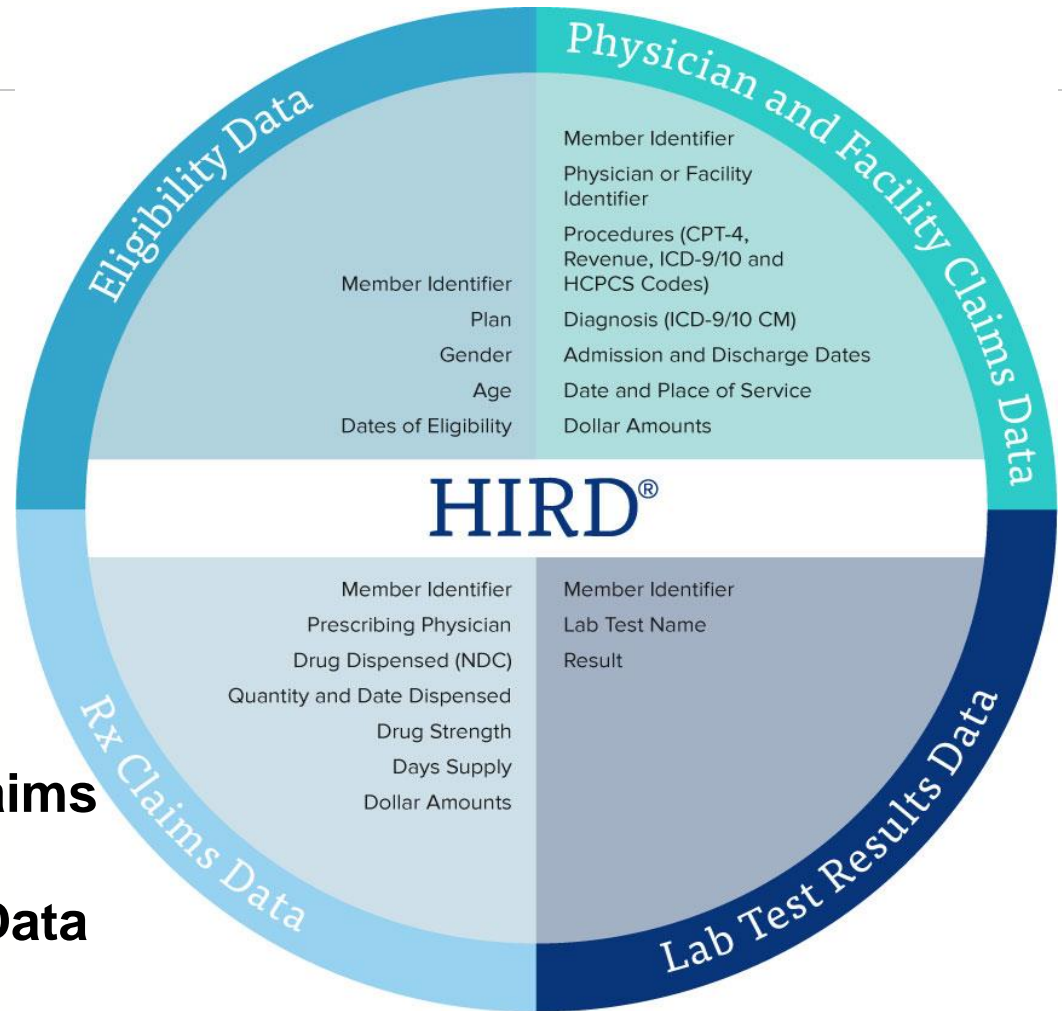 Eligibility Data
Member Identifier
Plan
Gender
Age
Dates of Eligibility
Physician and Facility Claims Data
Member Identifier
Physician or Facility
Identifier
Procedures (CPT-4,
Revenue, ICD-9/10 and
HCPCS Codes)
Diagnosis (ICD-9/10 CM)
Admission and Discharge Dates
Date and Place of Service
Dollar Amounts
HIRD®
Member Identifier
Prescribing Physician
Drug Dispensed (NDC)
Quantity and Date Dispensed
Drug Strength
Days Supply
Dollar Amounts
Rx Claims Data
Member Identifier
Lab Test Name
Result
Lab Test Results Data
Data